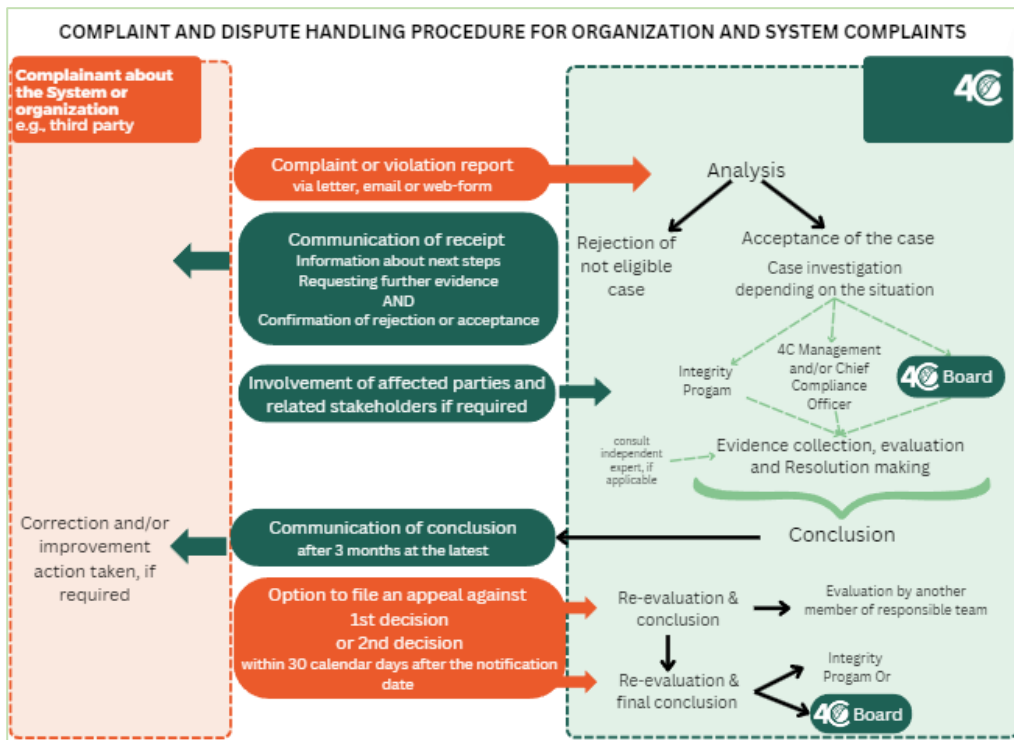 COMPLAINT AND DISPUTE HANDLING PROCEDURE FOR ORGANIZATION AND SYSTEM COMPLAINTS
Complainant about
the System or
organization
e.g., third party
4C
Complaint or violation report
via letter, email or web-form
Analysis
Communication of receipt
Information about next steps
Requesting further evidence
AND
Confirmation of rejection or acceptance
Rejection of
not eligible
case
Acceptance of the case
Case investigation
depending on the situation
Involvement of affected parties and
related stakeholders if required
Integrity
Progam
4C Management
and/or Chief
Compliance
Officer
4C Board
consult
independent
expert, if
applicable
Evidence collection, evaluation
and Resolution making
Correction and/or
improvement
action taken, if
required
Communication of conclusion
after 3 months at the latest
Conclusion
Option to file an appeal against
1st decision
or 2nd decision
within 30 calendar days after the notification
date
Re-evaluation &
conclusion
Evaluation by another
member of responsible team
Re-evaluation &
final conclusion
Integrity
Progam Or
4C Board